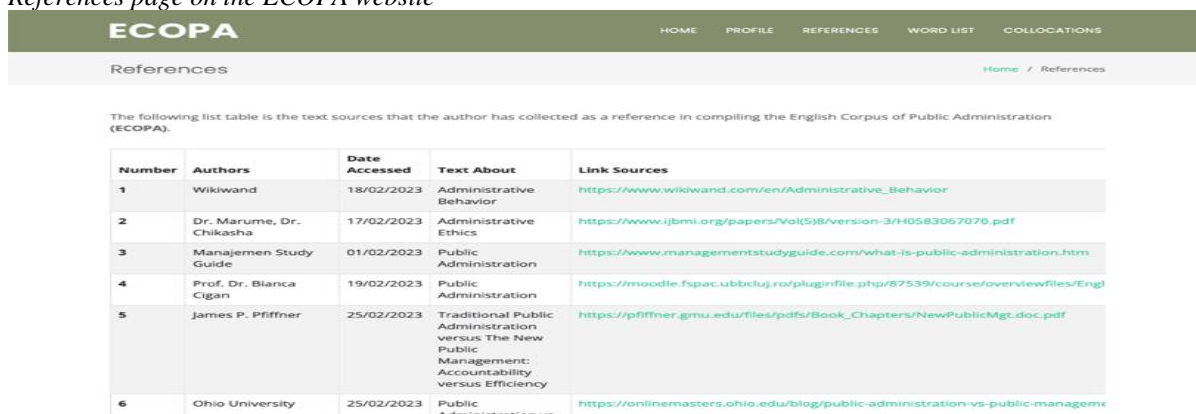 References page on the ECOPA website
ECOPA
HOME PROFILE REFERENCES WORD LIST COLLOCATIONS
References
Home / References
The following list table is the text sources that the author has collected as a reference in compiling the English Corpus of Public Administration
(ECOPA).
Number Authors Date Accessed Text About Link Sources
1 Wikiwand 18/02/2023 Administrative Behavior https://www.wikiwand.com/en/Administrative_Behavior
2 Dr. Marume, Dr. Chikasha 17/02/2023 Administrative Ethics https://www.ijbmi.org/papers/Vol(5)8/version-3/H0583067070.pdf
3 Manajemen Study Guide 01/02/2023 Public Administration https://www.managementstudyguide.com/what-is-public-administration.htm
4 Prof. Dr. Bianca Cigan 19/02/2023 Public Administration https://moodle.fspac.ubbcluj.ro/pluginfile.php/87539/course/overviewfiles/Engl
5 James P. Pfiffner 25/02/2023 Traditional Public Administration versus The New Public Management: Accountability versus Efficiency https://pfiffner.gmu.edu/files/pdfs/Book_Chapters/NewPublicMgt.doc.pdf
6 Ohio University 25/02/2023 Public https://onlinemasters.ohio.edu/blog/public-administration-vs-public-manageme